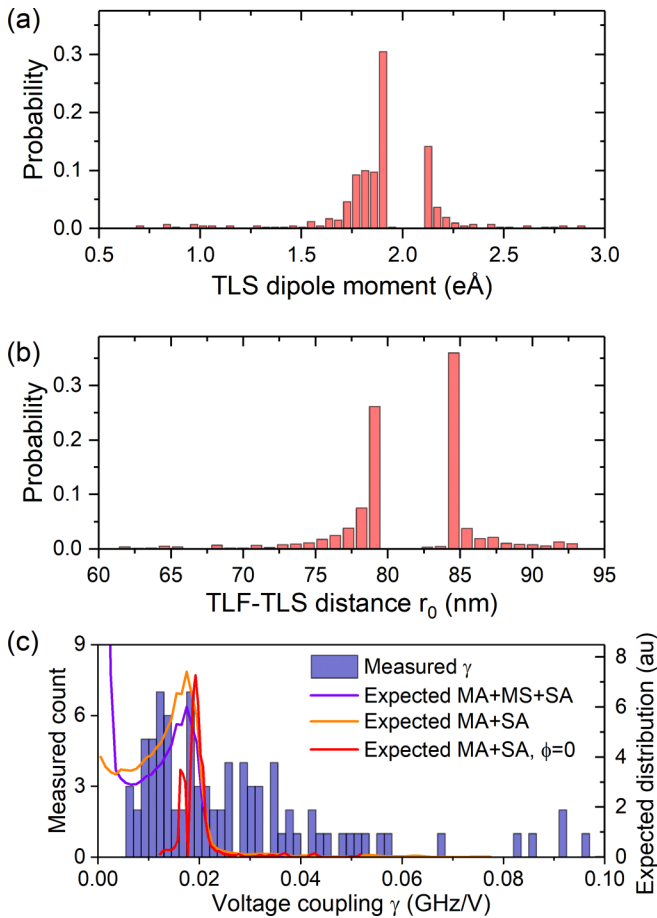 (a)
Probability
0.3
0.2
0.1
0.0
0.5 1.0 1.5 2.0 2.5 3.0
TLS dipole moment (eÅ)
(b)
Probability
0.3
0.2
0.1
0.0
60 65 70 75 80 85 90 95
TLF-TLS distance r₀ (nm)
(c)
Measured count
9
6
3
0
Measured γ
Expected MA+MS+SA
Expected MA+SA
Expected MA+SA, ϕ=0
8
6
4
2
0
Expected distribution (au)
0.00 0.02 0.04 0.06 0.08 0.10
Voltage coupling γ (GHz/V)